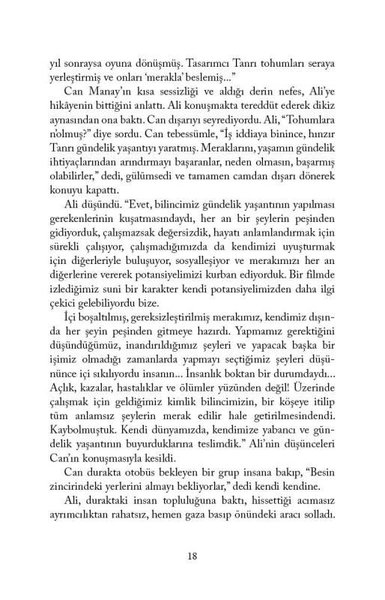 yıl sonraysa oyuna dönüşmüş. Tasarımcı Tanrı tohumları seraya
yerleştirmiş ve onları ‘merakla’ beslemiş...”
Can Manay’ın kısa sessizliği ve aldığı derin nefes, Ali’ye
hikâyenin bittiğini anlattı. Ali konuşmakta tereddüt ederek dikiz
aynasından ona baktı. Can dışarıyı seyrediyordu. Ali, “Tohumlara
n’olmuş?” diye sordu. Can tebessümle, “İş iddiaya binince, hınzır
Tanrı gündelik yaşantıyı yaratmış. Meraklarını, yaşamın gündelik
ihtiyaçlarından arındırmayı başaranlar, neden olmasın, başarmış
olabilirler,” dedi, gülümsedi ve tamamen camdan dışarı dönerek
konuyu kapattı.
Ali düşündü. “Evet, bilincimiz gündelik yaşantının yapılması
gerekenlerinin kuşatmasındaydı, her an bir şeylerin peşinden
gidiyorduk, çalışmazsak değersizdik, hayatı anlamlandırmak için
sürekli çalışıyor, çalışmadığımızda da kendimizi uyuşturmak
için diğerleriyle buluşuyor, sosyalleşiyor ve merakımızı her an
diğerlerine vererek potansiyelimizi kurban ediyorduk. Bir filmde
izlediğimiz suni bir karakter kendi potansiyelimizden daha ilgi
çekici gelebiliyordu bize.
İçi boşaltılmış, gereksizleştirilmiş merakımız, kendimiz dışın-
da her şeyin peşinden gitmeye hazırdı. Yapmamız gerektiğini
düşündüğümüz, inandırıldığımız şeyleri ve yapacak başka bir
işimiz olmadığı zamanlarda yapmayı seçtiğimiz şeyleri düşü-
nünce içi sıkılıyordu insanın... İnsanlık boktan bir durumdaydı...
Açlık, kazalar, hastalıklar ve ölümler yüzünden değil! Üzerinde
çalışmak için geldiğimiz kimlik bilincimizin, bir köşeye itilip
tüm anlamsız şeylerin merak edilir hale getirilmesindendi.
Kaybolmuştuk. Kendi dünyamızda, kendimize yabancı ve gün-
delik yaşantının buyurduklarına teslimdik.” Ali’nin düşünceleri
Can’ın konuşmasıyla kesildi.
Can durakta otobüs bekleyen bir grup insana bakıp, “Besin
zincirindeki yerlerini almayı bekliyorlar,” dedi kendi kendine.
Ali, duraktaki insan topluluğuna baktı, hissettiği acımasız
ayrımcılıktan rahatsız, hemen gaza basıp önündeki aracı solladı.
18